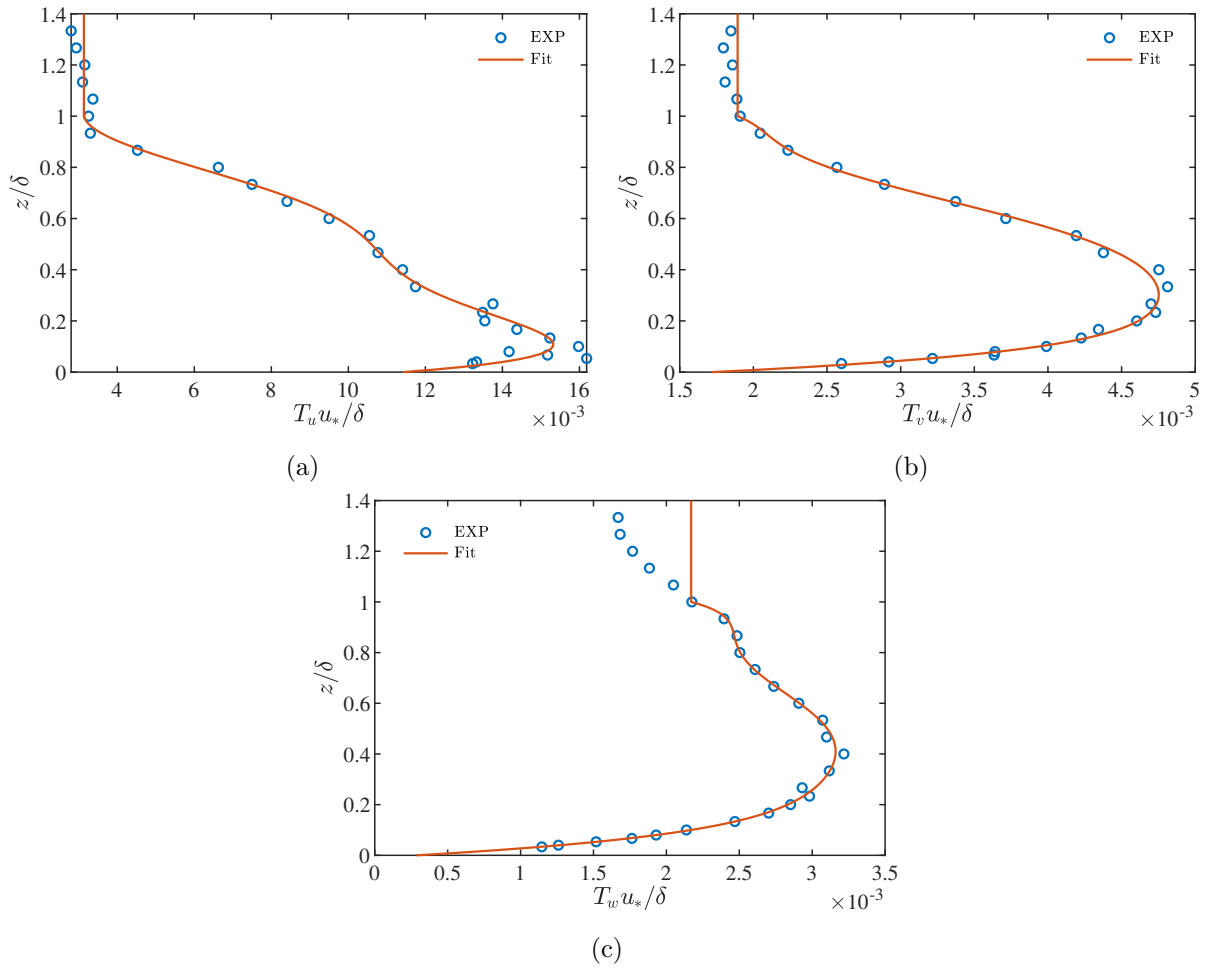 1.4
1.2
1
0.8
0.6
0.4
0.2
0
z/δ
EXP
Fit
4 6 8 10 12 14 16
T_u u_*/δ
×10^-3
(a)
1.4
1.2
1
0.8
0.6
0.4
0.2
0
z/δ
EXP
Fit
1.5 2 2.5 3 3.5 4 4.5 5
T_v u_*/δ
×10^-3
(b)
1.4
1.2
1
0.8
0.6
0.4
0.2
0
z/δ
EXP
Fit
0 0.5 1 1.5 2 2.5 3 3.5
T_w u_*/δ
×10^-3
(c)